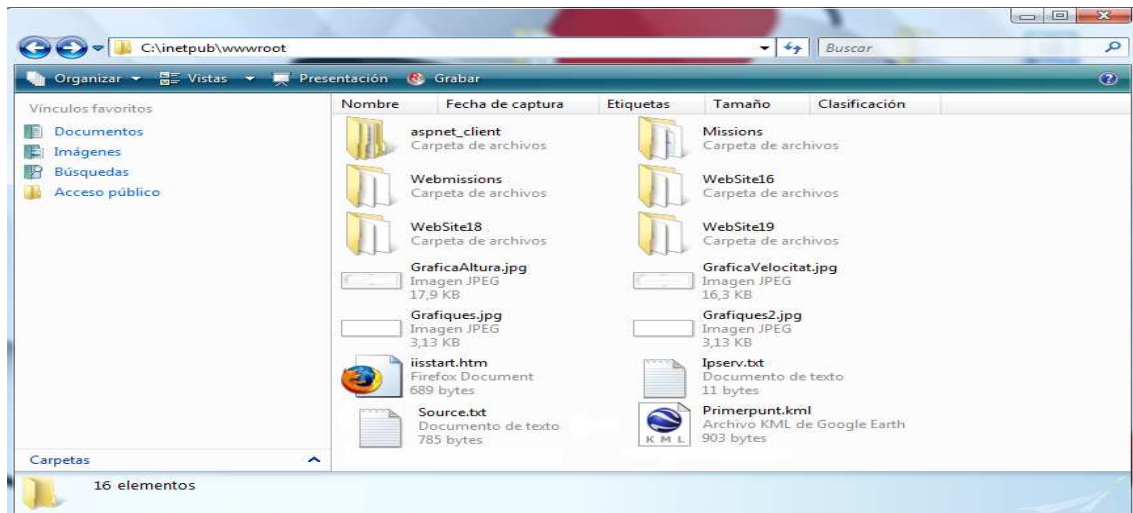 C:\inetpub\wwwroot
Buscar
Organizar Vistas Presentación Grabar
Vínculos favoritos
Documentos
Imágenes
Búsquedas
Acceso público
Nombre Fecha de captura Etiquetas Tamaño Clasificación
aspnet_client
Carpeta de archivos
Missions
Carpeta de archivos
Webmissions
Carpeta de archivos
WebSite16
Carpeta de archivos
WebSite18
Carpeta de archivos
WebSite19
Carpeta de archivos
GraficaAltura.jpg
Imagen JPEG
17,9 KB
GraficaVelocitat.jpg
Imagen JPEG
16,3 KB
Grafiques.jpg
Imagen JPEG
3,13 KB
Grafiques2.jpg
Imagen JPEG
3,13 KB
iisstart.htm
Firefox Document
689 bytes
Ipserv.txt
Documento de texto
11 bytes
Source.txt
Documento de texto
785 bytes
KML
Primerpunt.kml
Archivo KML de Google Earth
903 bytes
Carpetas
16 elementos